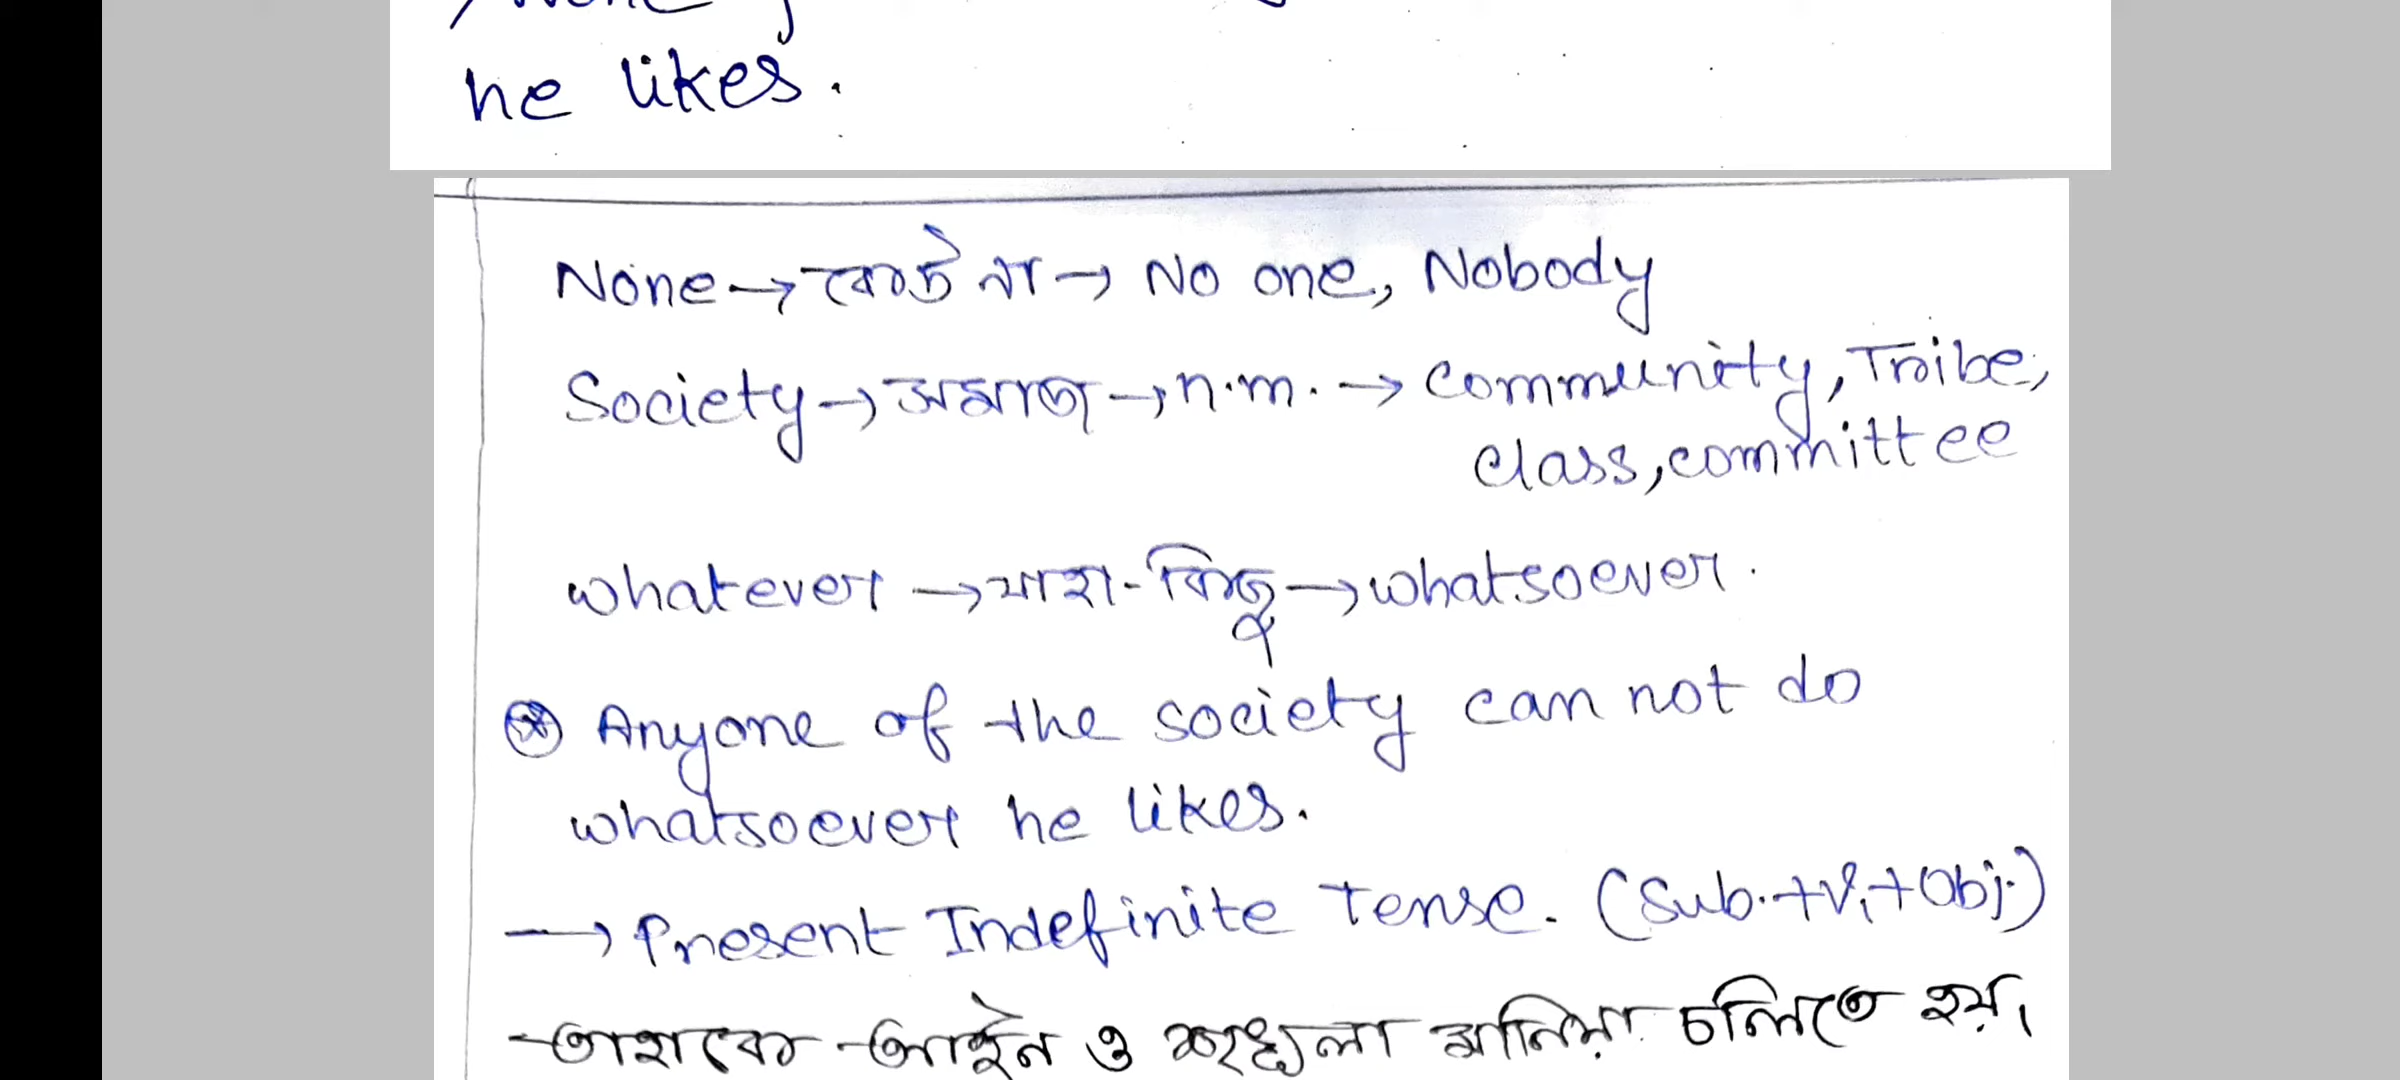 he likes.
None → কেউ না → No one, Nobody
Society → সমাজ → n.m. → Community, Tribe,
class, committee
whatever → যাহা-কিছু → whatsoever.
⊛ Anyone of the society can not do
whatsoever he likes.
→ Present Indefinite Tense. (Sub.+V₁+Obj.)
তাহাকে আইন ও শৃঙ্খলা মানিয়া চলিতে হয়।